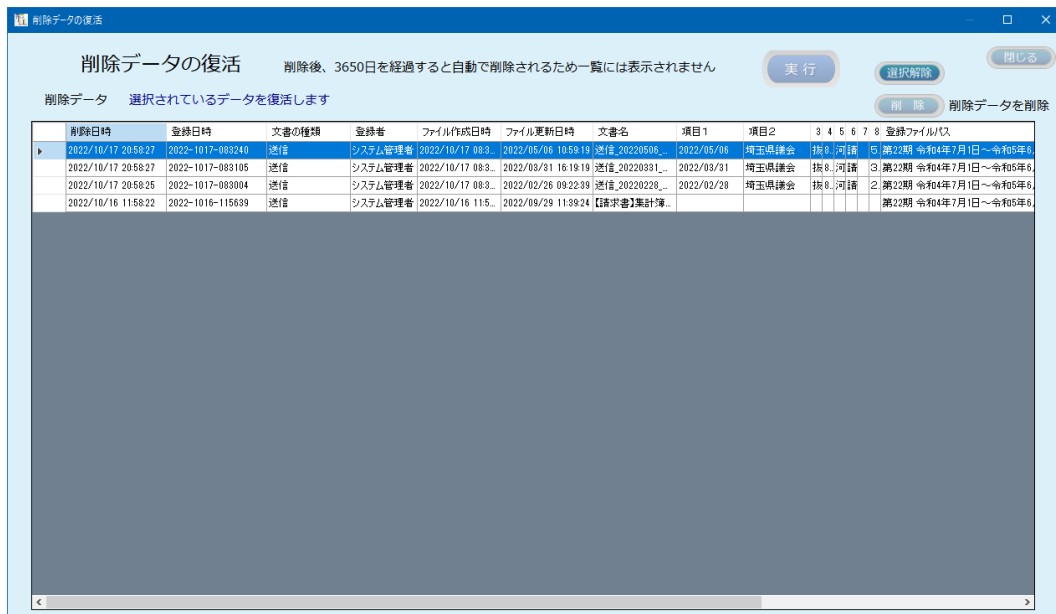 削除データの復活
削除データの復活 削除後、3650日を経過すると自動で削除されるため一覧には表示されません 実 行 選択解除 閉じる
削除データ 選択されているデータを復活します 削 除 削除データを削除
削除日時 登録日時 文書の種類 登録者 ファイル作成日時 ファイル更新日時 文書名 項目1 項目2 3 4 5 6 7 8 登録ファイルパス
2022/10/17 20:58:27 2022-1017-083240 送信 システム管理者 2022/10/17 08:3... 2022/05/06 10:59:19 送信_20220506_... 2022/05/06 埼玉県議会 抜 8. 河 請 5. 第22期 令和4年7月1日～令和5年6.
2022/10/17 20:58:27 2022-1017-083105 送信 システム管理者 2022/10/17 08:3... 2022/03/31 16:19:19 送信_20220331_... 2022/03/31 埼玉県議会 抜 8. 河 請 3. 第22期 令和4年7月1日～令和5年6.
2022/10/17 20:58:25 2022-1017-083004 送信 システム管理者 2022/10/17 08:3... 2022/02/26 09:22:39 送信_20220228_... 2022/02/28 埼玉県議会 抜 8. 河 請 2. 第22期 令和4年7月1日～令和5年6.
2022/10/16 11:58:22 2022-1016-115639 送信 システム管理者 2022/10/16 11:5... 2022/09/29 11:39:24 【請求書】集計簿... 第22期 令和4年7月1日～令和5年6.